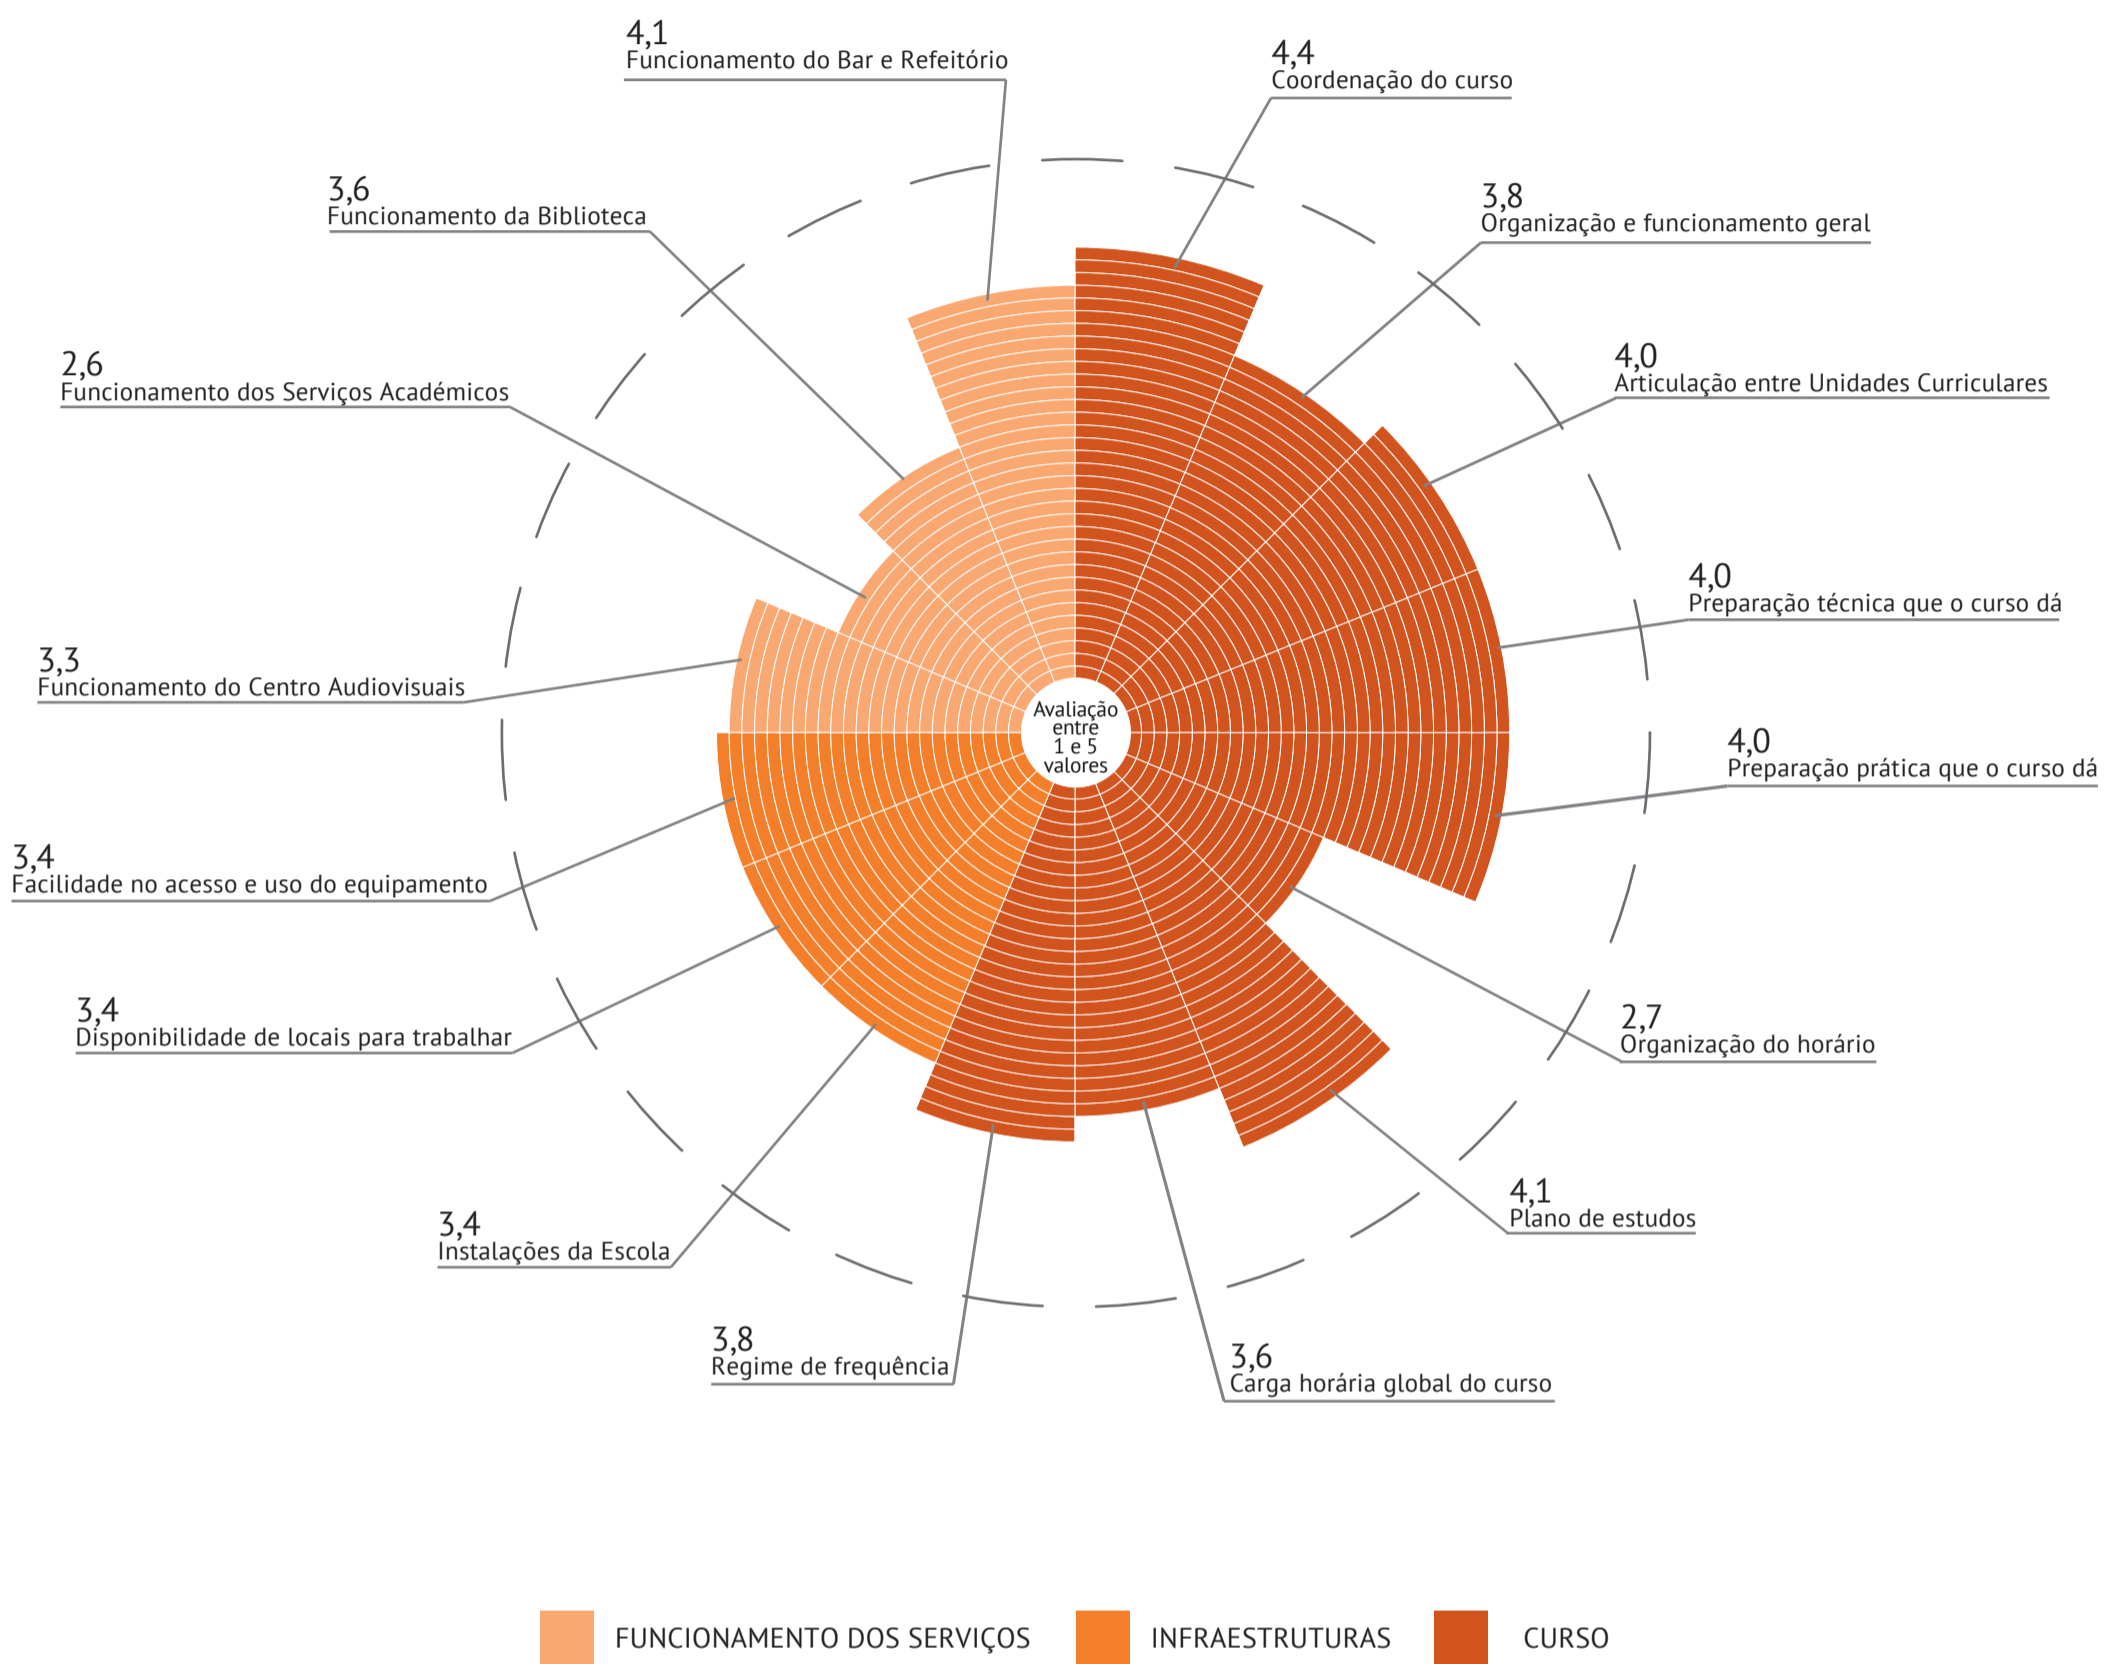 4,1
Funcionamento do Bar e Refeitório
4,4
Coordenação do curso
3,6
Funcionamento da Biblioteca
3,8
Organização e funcionamento geral
2,6
Funcionamento dos Serviços Académicos
4,0
Articulação entre Unidades Curriculares
4,0
Preparação técnica que o curso dá
3,3
Funcionamento do Centro Audiovisuais
Avaliação
entre
1 e 5
valores
4,0
Preparação prática que o curso dá
3,4
Facilidade no acesso e uso do equipamento
3,4
Disponibilidade de locais para trabalhar
2,7
Organização do horário
4,1
Plano de estudos
3,4
Instalações da Escola
3,8
Regime de frequência
3,6
Carga horária global do curso
FUNCIONAMENTO DOS SERVIÇOS
INFRAESTRUTURAS
CURSO